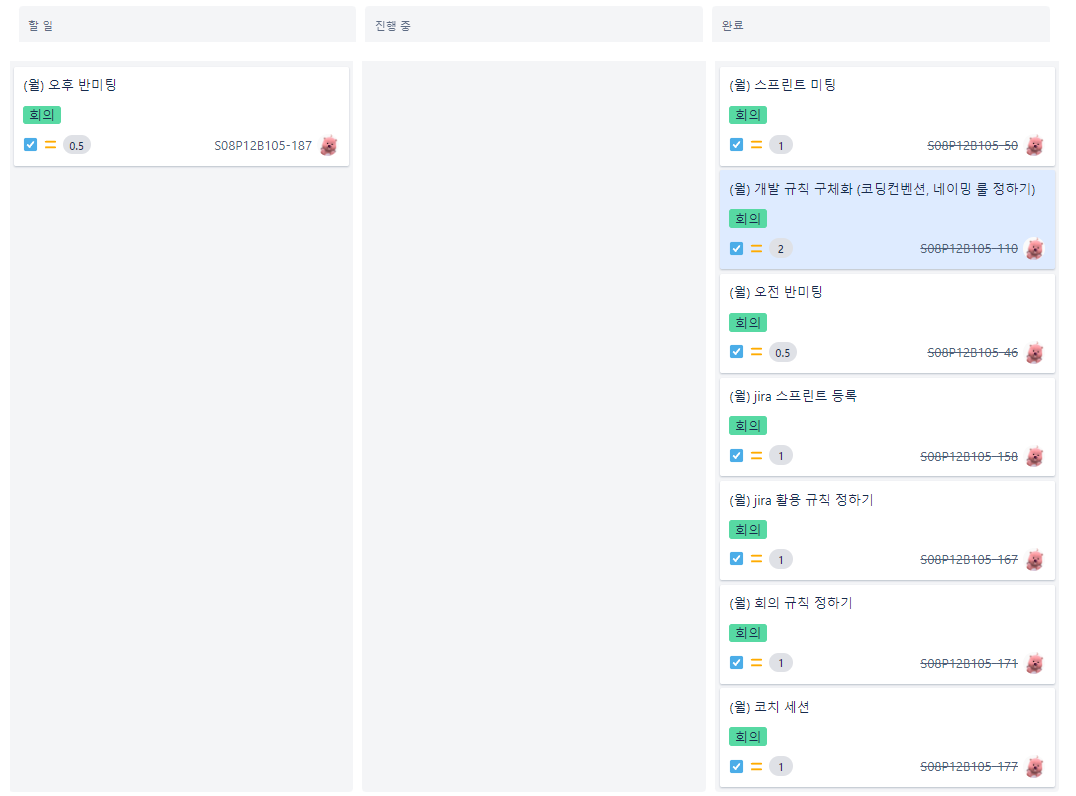 할 일
진행 중
완료
(월) 오후 반미팅
회의
0.5 S08P12B105-187
(월) 스프린트 미팅
회의
1 S08P12B105-50
(월) 개발 규칙 구체화 (코딩컨벤션, 네이밍 룰 정하기)
회의
2 S08P12B105-110
(월) 오전 반미팅
회의
0.5 S08P12B105-46
(월) jira 스프린트 등록
회의
1 S08P12B105-158
(월) jira 활용 규칙 정하기
회의
1 S08P12B105-167
(월) 회의 규칙 정하기
회의
1 S08P12B105-171
(월) 코치 세션
회의
1 S08P12B105-177